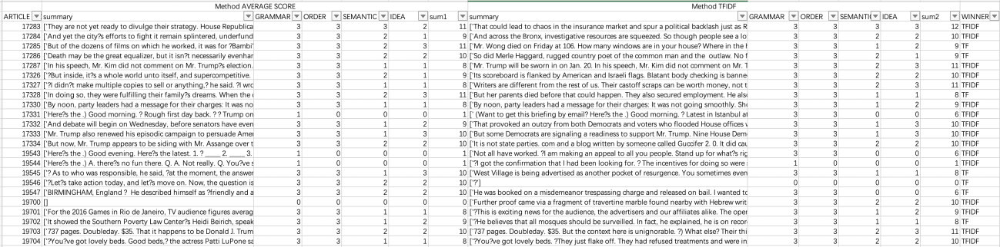 Method AVERAGE SCORE Method TFIDF
ARTICLE summary GRAMMAR ORDER SEMANTIC IDEA sum1 summary GRAMMAR ORDER SEMANTI IDEA sum2 WINNER
17283 ['They are not yet ready to divulge their strategy. House Republica 3 3 3 2 11 ['That could lead to chaos in the insurance market and spur a political backlash just as R 3 3 3 3 12 TFIDF
17284 ['And yet the city?s efforts to fight it remain splintered, underfund 3 3 2 1 9 ['And across the Bronx, investigative resources are squeezed. So though people see a lo 3 3 2 2 10 TFIDF
17285 ['But of the dozens of films on which he worked, it was for ?Bambi' 3 3 2 3 11 ['Mr. Wong died on Friday at 106. How many windows are in your house? Where in the h 3 3 1 2 9 TF
17286 ['Death may be the great equalizer, but it isn?t necessarily evenhar 3 3 2 2 10 ['So did Merle Haggard, rugged country poet of the common man and the outlaw. No f 3 3 2 1 9 TF
17287 ['In his speech, Mr. Kim did not comment on Mr. Trump?s election. 3 3 1 1 8 ['Mr. Trump will be sworn in on Jan. 20. In his speech, Mr. Kim did not comment on Mr. T 3 3 2 3 11 TFIDF
17326 ['?But inside, it?s a whole world unto itself, and supercompetitive. 3 3 2 1 9 ['Its scoreboard is flanked by American and Israeli flags. Blatant body checking is banne 3 3 2 2 10 TFIDF
17327 ['?I didn?t make multiple copies to sell or anything,? he said. ?I wro 3 3 1 1 8 ['Writers are different from the rest of us. Their castoff scraps can be worth money, not t 3 3 2 3 11 TFIDF
17328 ['In doing so, they were fulfilling their family?s dreams. When the 3 3 2 3 11 ['But her parents died before that could happen. They also secured employment. He als 3 3 1 1 8 TF
17330 ['By noon, party leaders had a message for their charges: It was no 3 3 1 1 8 ['By noon, party leaders had a message for their charges: It was not going smoothly. Sh 3 3 1 2 9 TFIDF
17331 ['Here?s the .) Good morning. ? Rough first day back. ? ? Trump on 1 0 0 0 1 [' (Want to get this briefing by email? Here?s the .) Good morning. ? Latest in Istanbul at 3 3 0 0 6 TFIDF
17332 ['And debate will begin on Wednesday, before senators have even 3 3 2 1 9 ['That provoked an outcry from both Democrats and voters who flooded House offices w 3 3 1 3 10 TFIDF
17333 ['Mr. Trump also renewed his episodic campaign to persuade Amer 3 3 1 3 10 ['But some Democrats are signaling a readiness to support Mr. Trump. Nine House Dem 3 3 1 3 10 TFIDF
17334 ['But now, Mr. Trump appears to be siding with Mr. Assange over t 3 3 2 2 10 ['It is not state parties. com and a blog written by someone called Guccifer 2. 0. It did cau 3 3 2 2 10 TFIDF
19543 ['Here?s the .) Good evening. Here?s the latest. 1. ? ____ 2. ____ 3. 1 0 0 0 1 ['Not all have worked. ?I am making an appeal to all you people. Stand up for what?s rig 3 3 0 0 6 TFIDF
19544 ['Here?s the .) A. there?s no fun there. Q. A. Not really. Q. You?ve s 1 0 0 0 1 ['?I got the confirmation that I had been looking for. ? The incentives for doing so were 1 0 0 0 1 TFIDF
19545 ['? As to who was responsible, he said, ?at the moment, the answer 3 3 1 3 10 ['West Village is being advertised as another pocket of resurgence. You sometimes even 3 3 1 1 8 TF
19546 ['?Let?s take action today, and let?s move on. Now, the question is 3 3 2 2 10 ['?'] 0 0 0 0 0 TF
19547 ['BIRMINGHAM, England ? He described himself as ?friendly and a 3 3 2 2 10 ['He was booked on a misdemeanor trespassing charge and released on bail. I wanted to 3 3 0 0 6 TF
19700 [] 0 0 0 0 0 ['Further proof came via a fragment of travertine marble found nearby with Hebrew writ 3 3 2 2 10 TFIDF
19701 ['For the 2016 Games in Rio de Janeiro, TV audience figures averag 3 3 1 1 8 ['?This is exciting news for the audience, the advertisers and our affiliates alike. The oper 3 3 1 2 9 TFIDF
19702 ['It showed the Southern Poverty Law Center?s Heidi Beirich, speak 3 3 2 1 9 ['?He believes that all mosques should be surveilled. In fact, he explained, he is on recor 3 3 1 1 8 TF
19703 ['737 pages. Doubleday. $35. That it happens to be Donald J. Trum 3 3 2 2 10 ['737 pages. Doubleday. $35. But the context here is unignorable. ?) What else? Their thi 3 3 3 2 11 TFIDF
19704 ['?You?ve got lovely beds. Good beds,? the actress Patti LuPone sa 3 3 1 1 8 ['?You?ve got lovely beds. ?They just flake off. They had refused treatments and were in 3 3 2 2 10 TFIDF